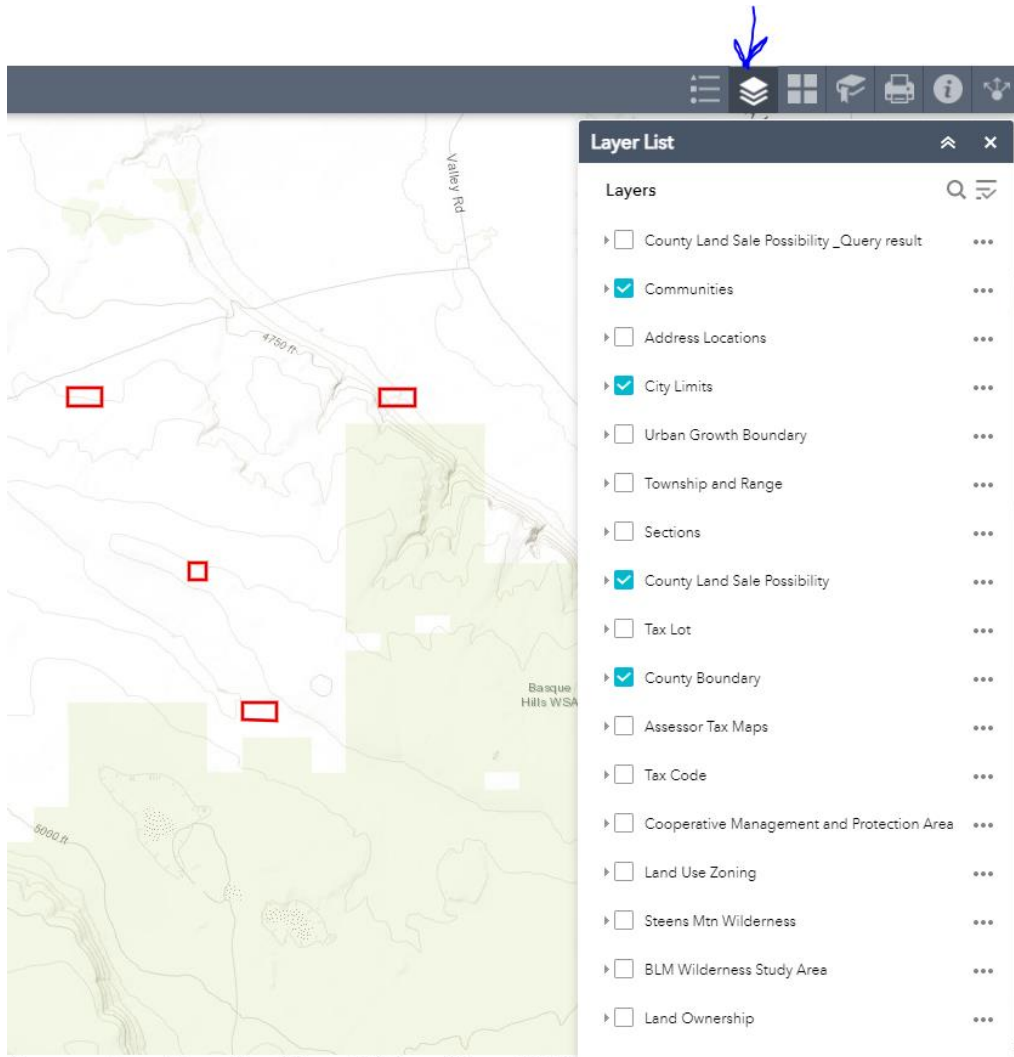 Layer List
Layers
County Land Sale Possibility _Query result
Communities
Address Locations
City Limits
Urban Growth Boundary
Township and Range
Sections
County Land Sale Possibility
Tax Lot
County Boundary
Assessor Tax Maps
Tax Code
Cooperative Management and Protection Area
Land Use Zoning
Steens Mtn Wilderness
BLM Wilderness Study Area
Land Ownership
Valley Rd
4750 ft
Basque
Hills WSA
5000 ft